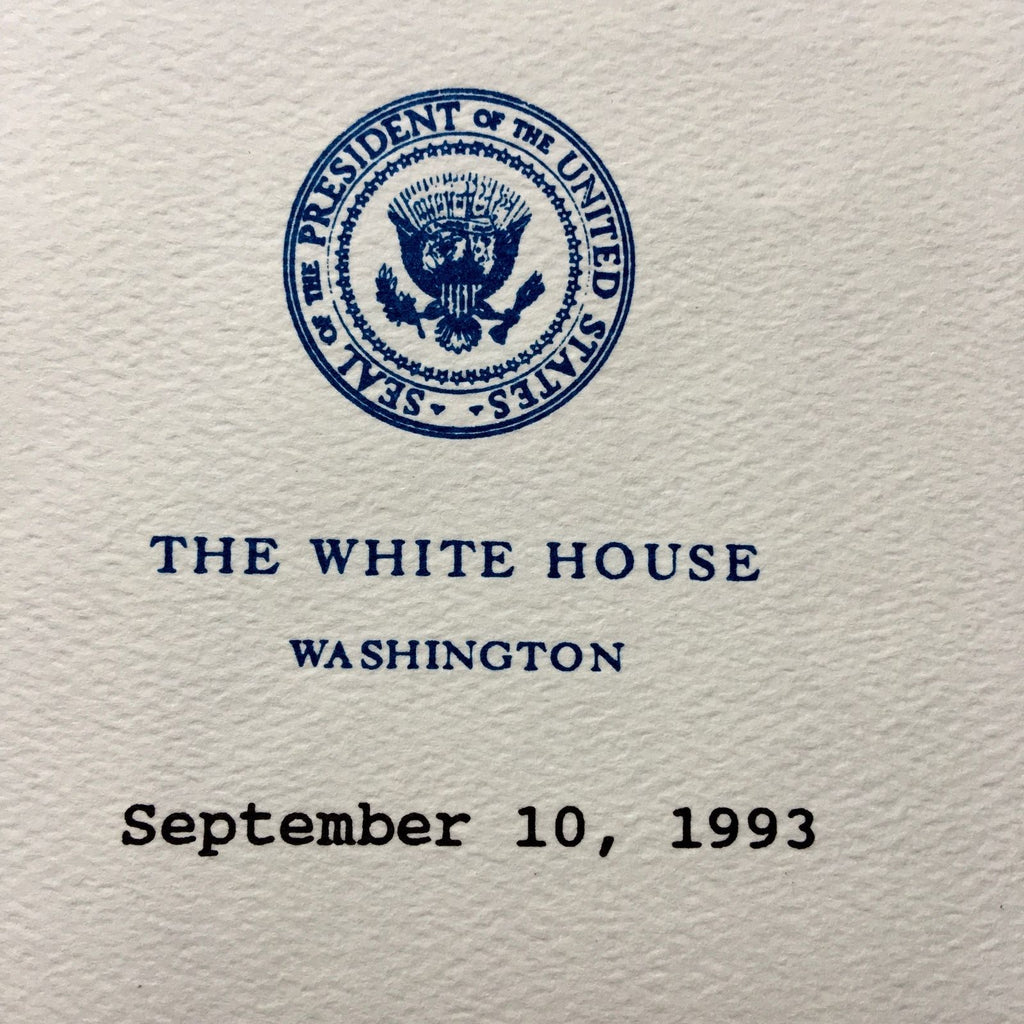 SEAL OF THE PRESIDENT OF THE UNITED STATES
THE WHITE HOUSE
WASHINGTON
September 10, 1993